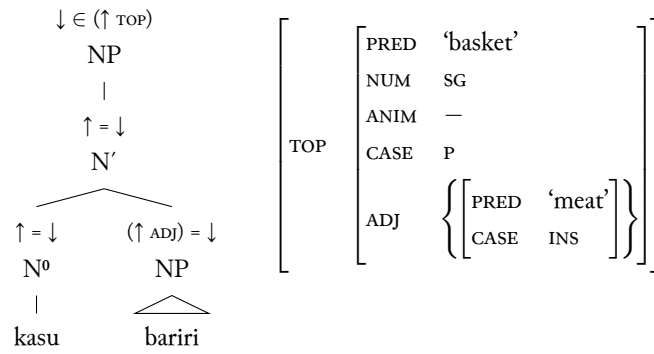 ↓ ∈ (↑ TOP)
NP
↑ = ↓
N′
↑ = ↓ (↑ ADJ) = ↓
N⁰ NP
kasu bariri
TOP
PRED ‘basket’
NUM SG
ANIM —
CASE P
ADJ
PRED ‘meat’
CASE INS